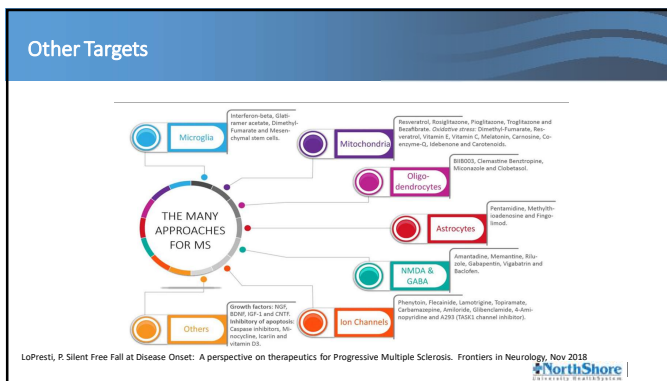 Other Targets
Microglia
Interferon-beta, Glati-
ramer acetate, Dimethyl-
Fumarate and Mesen-
chymal stem cells.
Mitochondria
Resveratrol, Rosiglitazone, Pioglitazone, Troglitazone and
Bezafibrate. Oxidative stress: Dimethyl-Fumarate, Res-
veratrol, Vitamin E, Vitamin C, Melatonin, Carnosine, Co-
enzyme-Q, Idebenone and Carotenoids.
Oligo-
dendrocytes
BIIB003, Clemastine Benztropine,
Miconazole and Clobetasol.
THE MANY
APPROACHES
FOR MS
Astrocytes
Pentamidine, Methylth-
ioadenosine and Fingo-
limod.
NMDA &
GABA
Amantadine, Memantine, Rilu-
zole, Gabapentin, Vigabatrin and
Baclofen.
Others
Growth factors: NGF,
BDNF, IGF-1 and CNTF.
Inhibitory of apoptosis:
Caspase inhibitors, Mi-
nocycline, Icariin and
vitamin D3.
Ion Channels
Phenytoin, Flecainide, Lamotrigine, Topiramate,
Carbamazepine, Amiloride, Glibenclamide, 4-Ami-
nopyridine and A293 (TASK1 channel inhibitor).
LoPresti, P. Silent Free Fall at Disease Onset: A perspective on therapeutics for Progressive Multiple Sclerosis. Frontiers in Neurology, Nov 2018
NorthShore
University HealthSystem